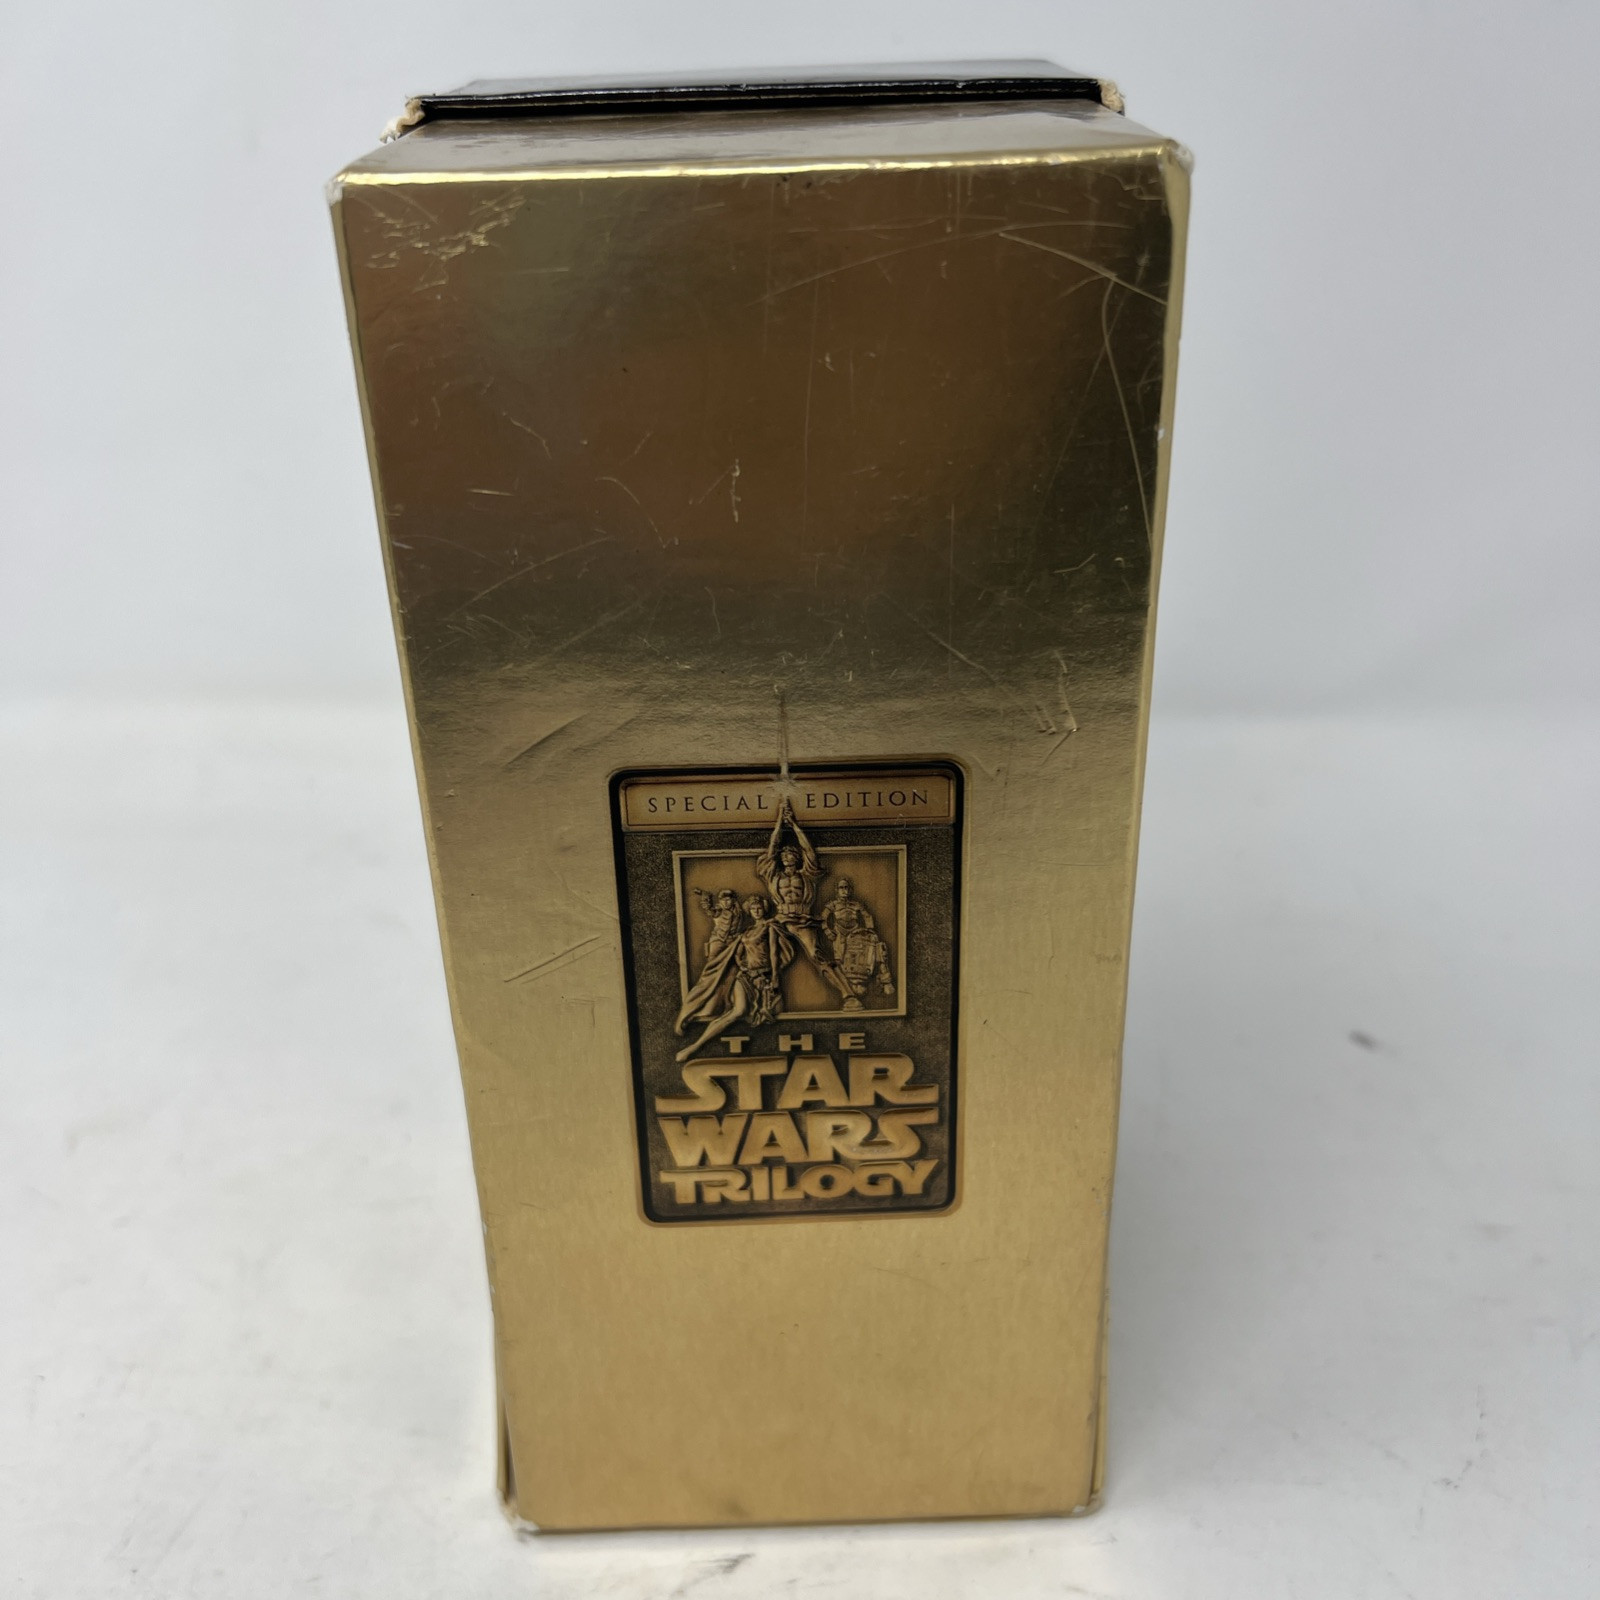 SPECIAL EDITION
THE
STAR
WARS
TRILOGY